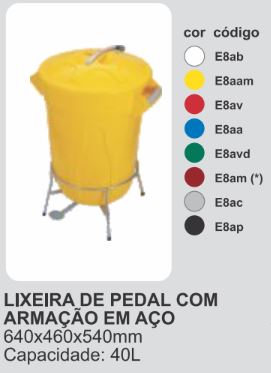 cor código
E8ab
E8aam
E8av
E8aa
E8avd
E8am (*)
E8ac
E8ap
LIXEIRA DE PEDAL COM
ARMAÇÃO EM AÇO
640x460x540mm
Capacidade: 40L